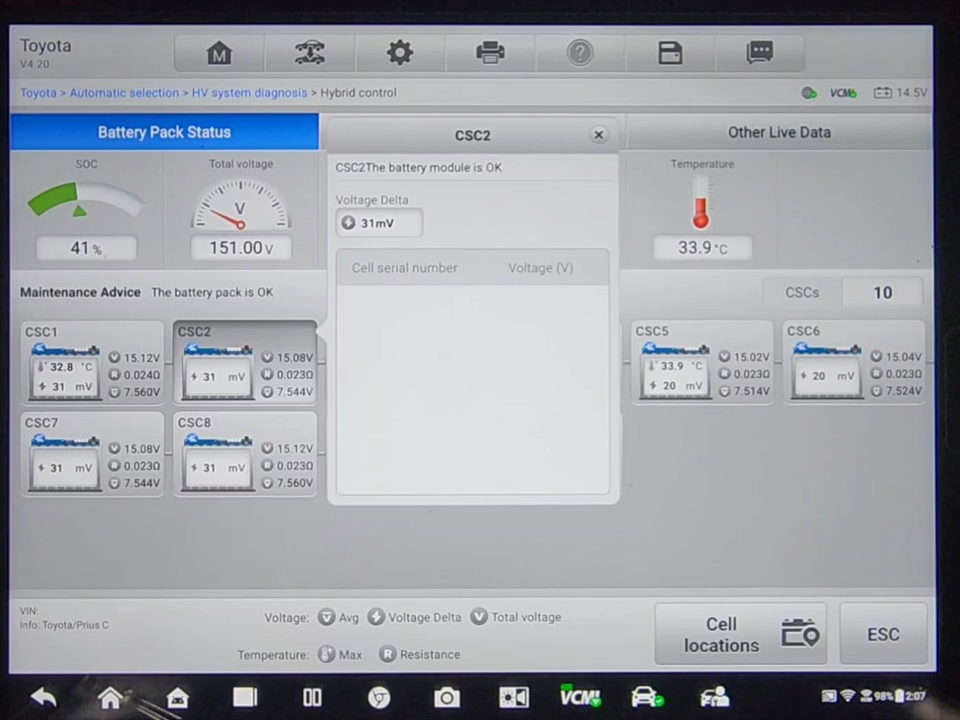 Toyota
V4.20
M
?
Toyota > Automatic selection > HV system diagnosis > Hybrid control
VCMI
14.5V
Battery Pack Status
CSC2
Other Live Data
SOC
Total voltage
CSC2The battery module is OK
Temperature
Voltage Delta
V
31mV
41 %
151.00 V
33.9 °C
Cell serial number
Voltage (V)
Maintenance Advice The battery pack is OK
CSCs
10
CSC1
32.8 °C
31 mV
V 15.12V
R 0.024Ω
7.560V
CSC2
31 mV
V 15.08V
R 0.023Ω
7.544V
CSC5
33.9 °C
20 mV
V 15.02V
R 0.023Ω
7.514V
CSC6
20 mV
V 15.04V
R 0.023Ω
7.524V
CSC7
31 mV
V 15.08V
R 0.023Ω
7.544V
CSC8
31 mV
V 15.12V
R 0.023Ω
7.560V
VIN:
Info: Toyota/Prius C
Voltage: Avg Voltage Delta V Total voltage
Temperature: Max R Resistance
Cell
locations
ESC
VCMI
98% 2:07